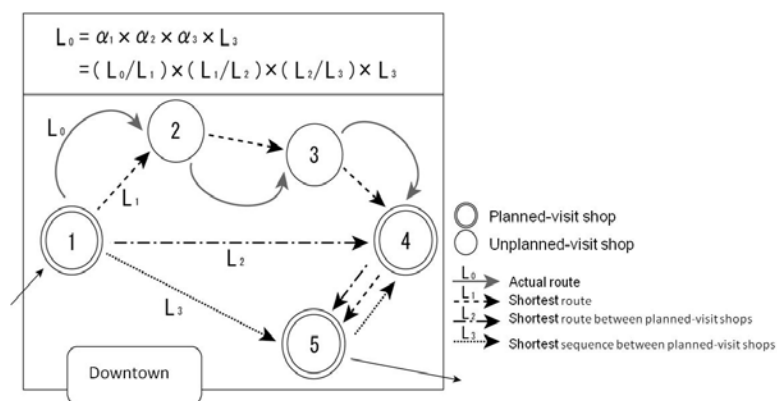 L₀ = α₁ × α₂ × α₃ × L₃
= (L₀/L₁) × (L₁/L₂) × (L₂/L₃) × L₃
L₀
2
3
L₁
1
L₂
4
L₃
5
Downtown
Planned-visit shop
Unplanned-visit shop
L₀ Actual route
L₁ Shortest route
L₂ Shortest route between planned-visit shops
L₃ Shortest sequence between planned-visit shops